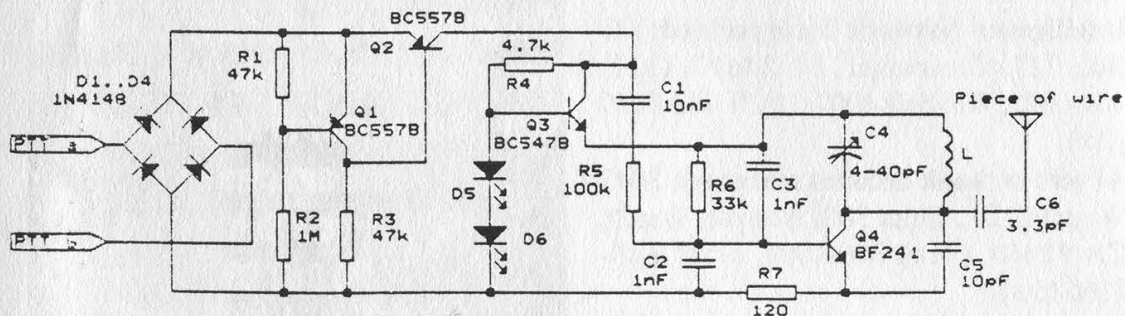 BC557B
Q2
R1
47k
D1..D4
1N4148
PTT a
PTT
Q1
BC557B
R2
1M
R3
47k
4.7k
R4
D5
D6
Q3
BC547B
C1
10nF
R5
100k
R6
33k
C3
1nF
C2
1nF
R7
120
C4
4-40pF
L
Q4
BF241
C5
10pF
C6
3.3pF
Piece of wire